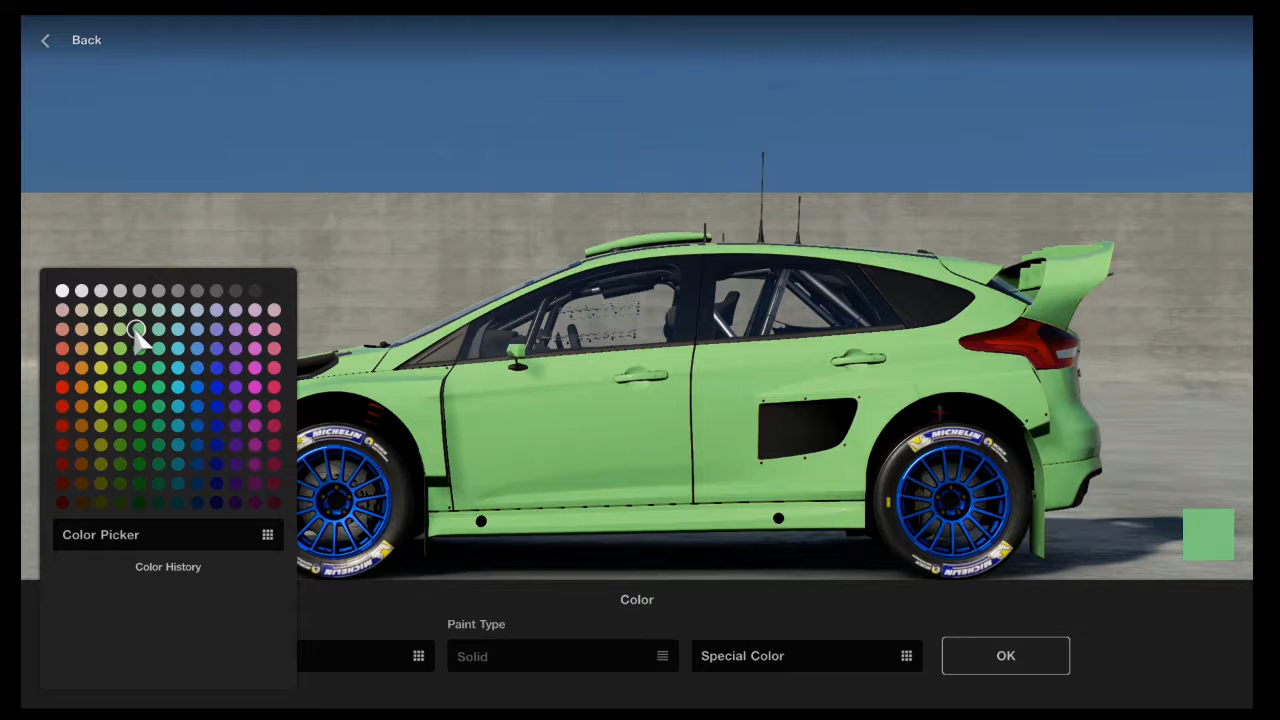 Back
Color Picker
Color History
Color
Paint Type
Solid
Special Color
OK
MICHELIN
MICHELIN
MICHELIN
MICHELIN